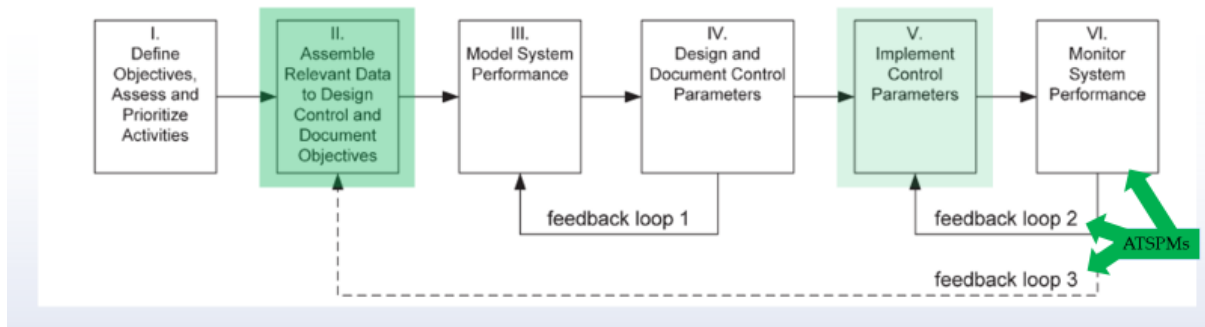 I.
Define
Objectives,
Assess and
Prioritize
Activities
II.
Assemble
Relevant Data
to Design
Control and
Document
Objectives
III.
Model System
Performance
IV.
Design and
Document Control
Parameters
V.
Implement
Control
Parameters
VI.
Monitor
System
Performance
feedback loop 1
feedback loop 2
ATSPMs
feedback loop 3